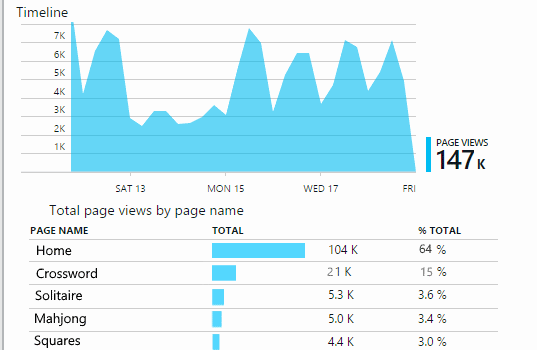 Timeline
7K
6K
5K
4K
3K
2K
1K
SAT 13 MON 15 WED 17 FRI
PAGE VIEWS
147 K
Total page views by page name
PAGE NAME TOTAL % TOTAL
Home 104 K 64 %
Crossword 21 K 15 %
Solitaire 5.3 K 3.6 %
Mahjong 5.0 K 3.4 %
Squares 4.4 K 3.0 %